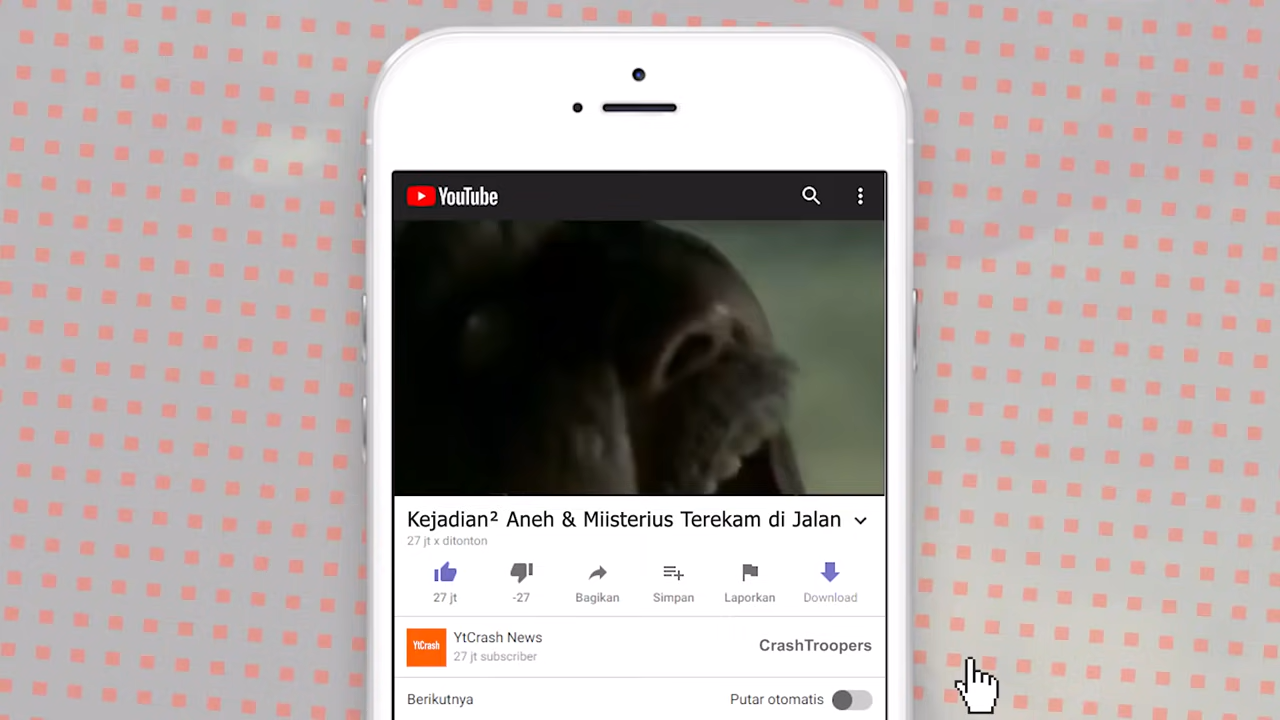 YouTube
Kejadian² Aneh & Miisterius Terekam di Jalan
27 jt x ditonton
27 jt
-27
Bagikan
Simpan
Laporkan
Download
YtCrash
YtCrash News
27 jt subscriber
CrashTroopers
Berikutnya
Putar otomatis